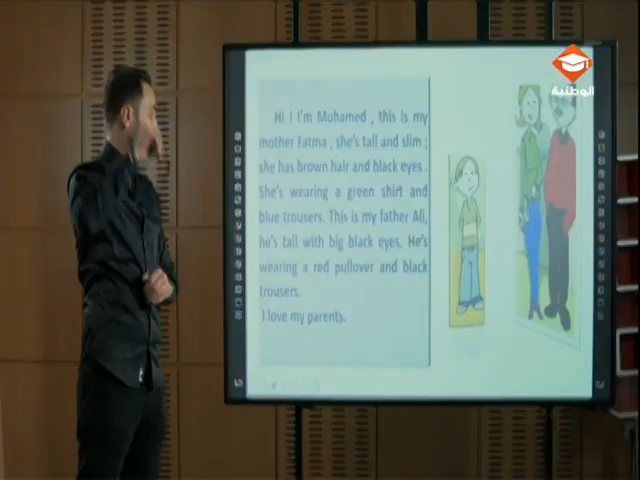 الوطنية
Hi ! I'm Mohamed , this is my
mother Fatma , she's tall and slim ;
she has brown hair and black eyes .
She's wearing a green shirt and
blue trousers. This is my father Ali,
he's tall with big black eyes. He's
wearing a red pullover and black
trousers.
I love my parents.